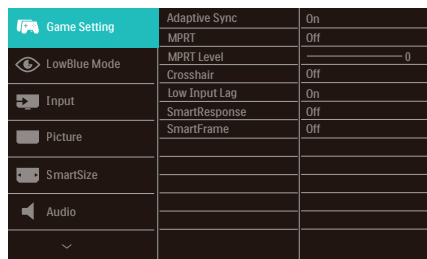 Game Setting
LowBlue Mode
Input
Picture
SmartSize
Audio
Adaptive Sync On
MPRT Off
MPRT Level 0
Crosshair Off
Low Input Lag On
SmartResponse Off
SmartFrame Off